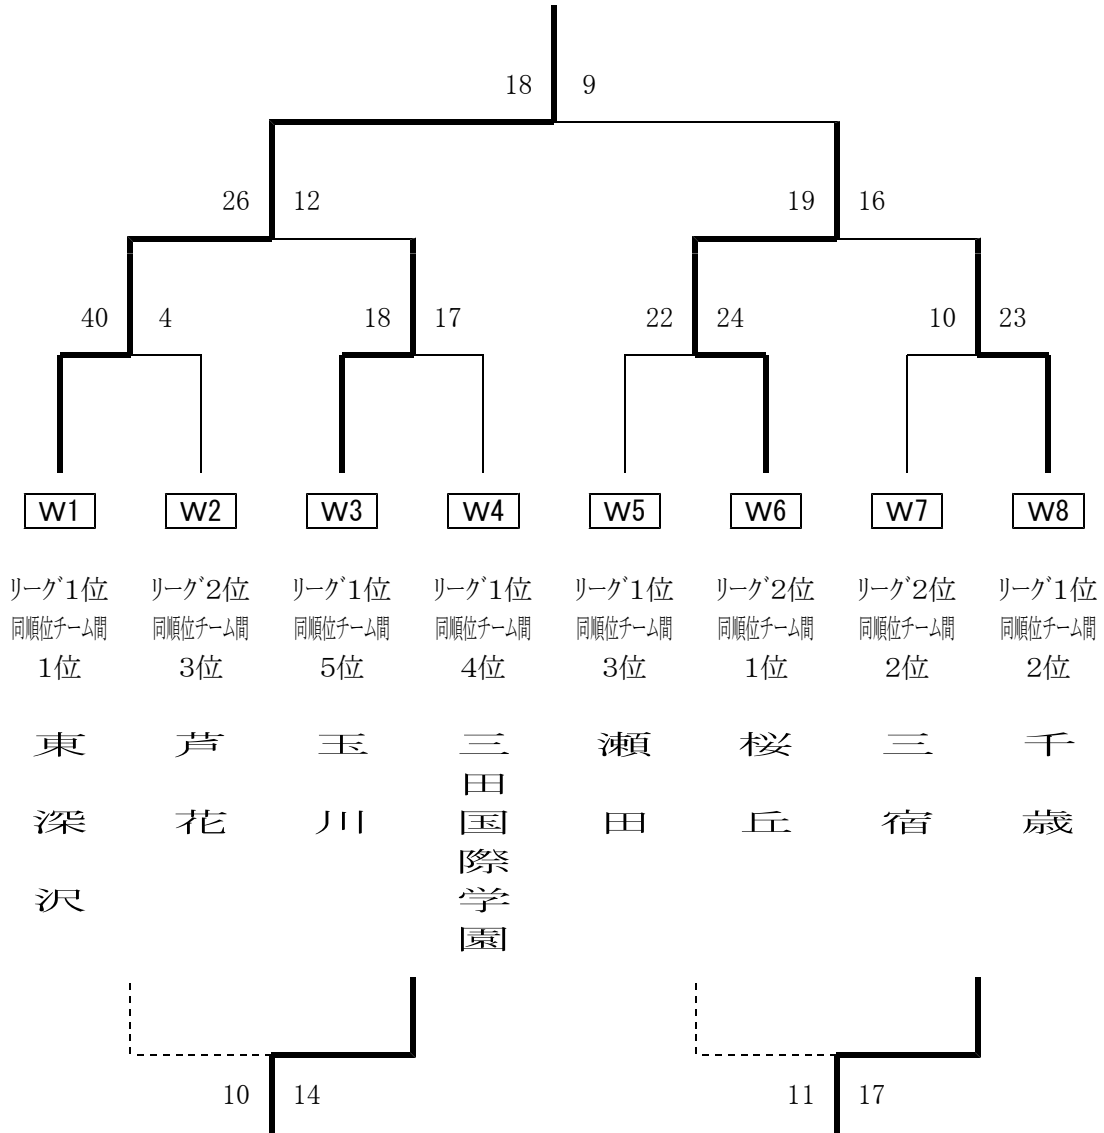 18 9
26 12 19 16
40 4 18 17 22 24 10 23
W1 W2 W3 W4 W5 W6 W7 W8
ﾘｰｸﾞ1位 ﾘｰｸﾞ2位 ﾘｰｸﾞ1位 ﾘｰｸﾞ1位 ﾘｰｸﾞ1位 ﾘｰｸﾞ2位 ﾘｰｸﾞ2位 ﾘｰｸﾞ1位
同順位チーム間 同順位チーム間 同順位チーム間 同順位チーム間 同順位チーム間 同順位チーム間 同順位チーム間 同順位チーム間
1位 3位 5位 4位 3位 1位 2位 2位
東深沢
芦花
玉川
三田国際学園
瀬田
桜丘
三宿
千歳
10 14 11 17